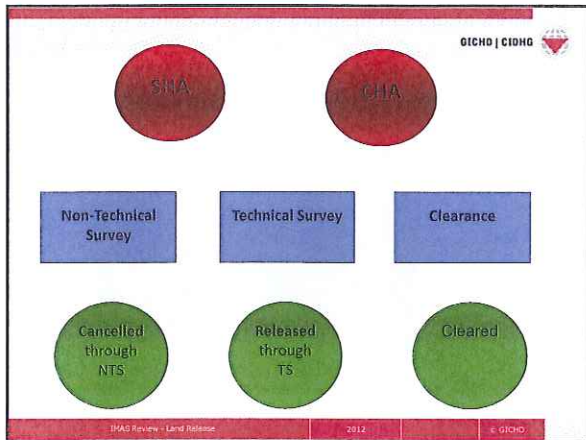 GICHD | CIDHG
SHA
CHA
Non-Technical
Survey
Technical Survey
Clearance
Cancelled
through
NTS
Released
through
TS
Cleared
IMAS Review - Land Release
2012
c GICHD